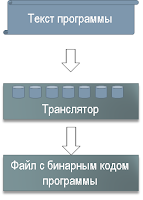 Текст программы
Транслятор
Файл с бинарным кодом
программы